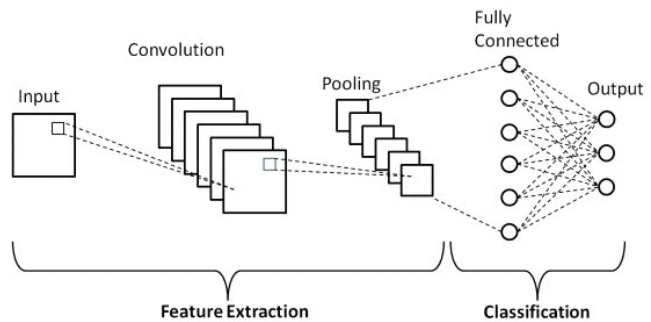 Fully
Connected
Convolution
Pooling
Output
Input
Feature Extraction
Classification